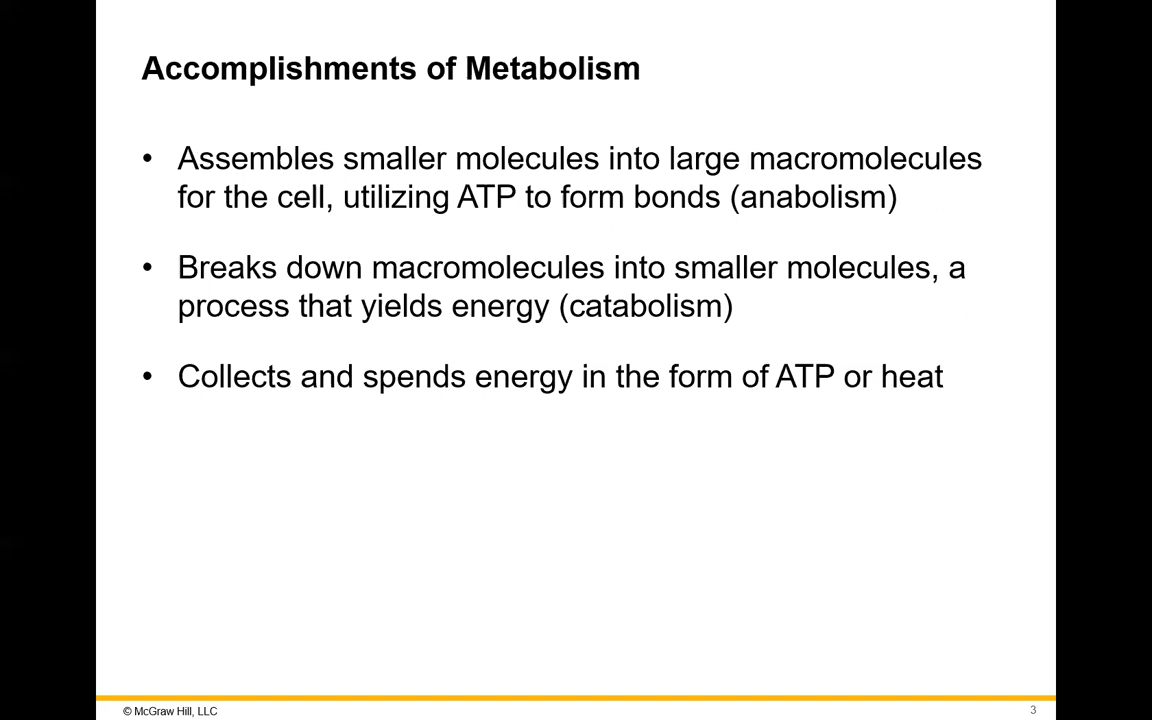 Accomplishments of Metabolism
• Assembles smaller molecules into large macromolecules
for the cell, utilizing ATP to form bonds (anabolism)
• Breaks down macromolecules into smaller molecules, a
process that yields energy (catabolism)
• Collects and spends energy in the form of ATP or heat
© McGraw Hill, LLC
3